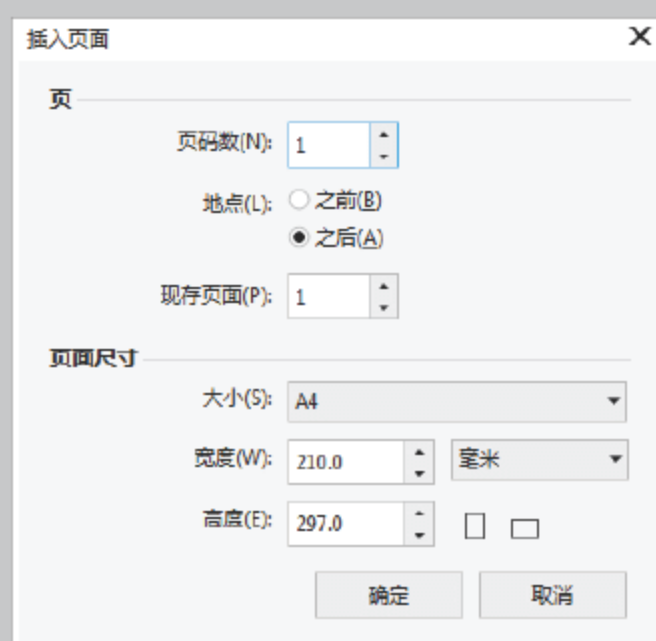 插入页面
页
页码数(N): 1
地点(L): 之前(B)
之后(A)
现存页面(P): 1
页面尺寸
大小(S): A4
宽度(W): 210.0 毫米
高度(E): 297.0
确定 取消